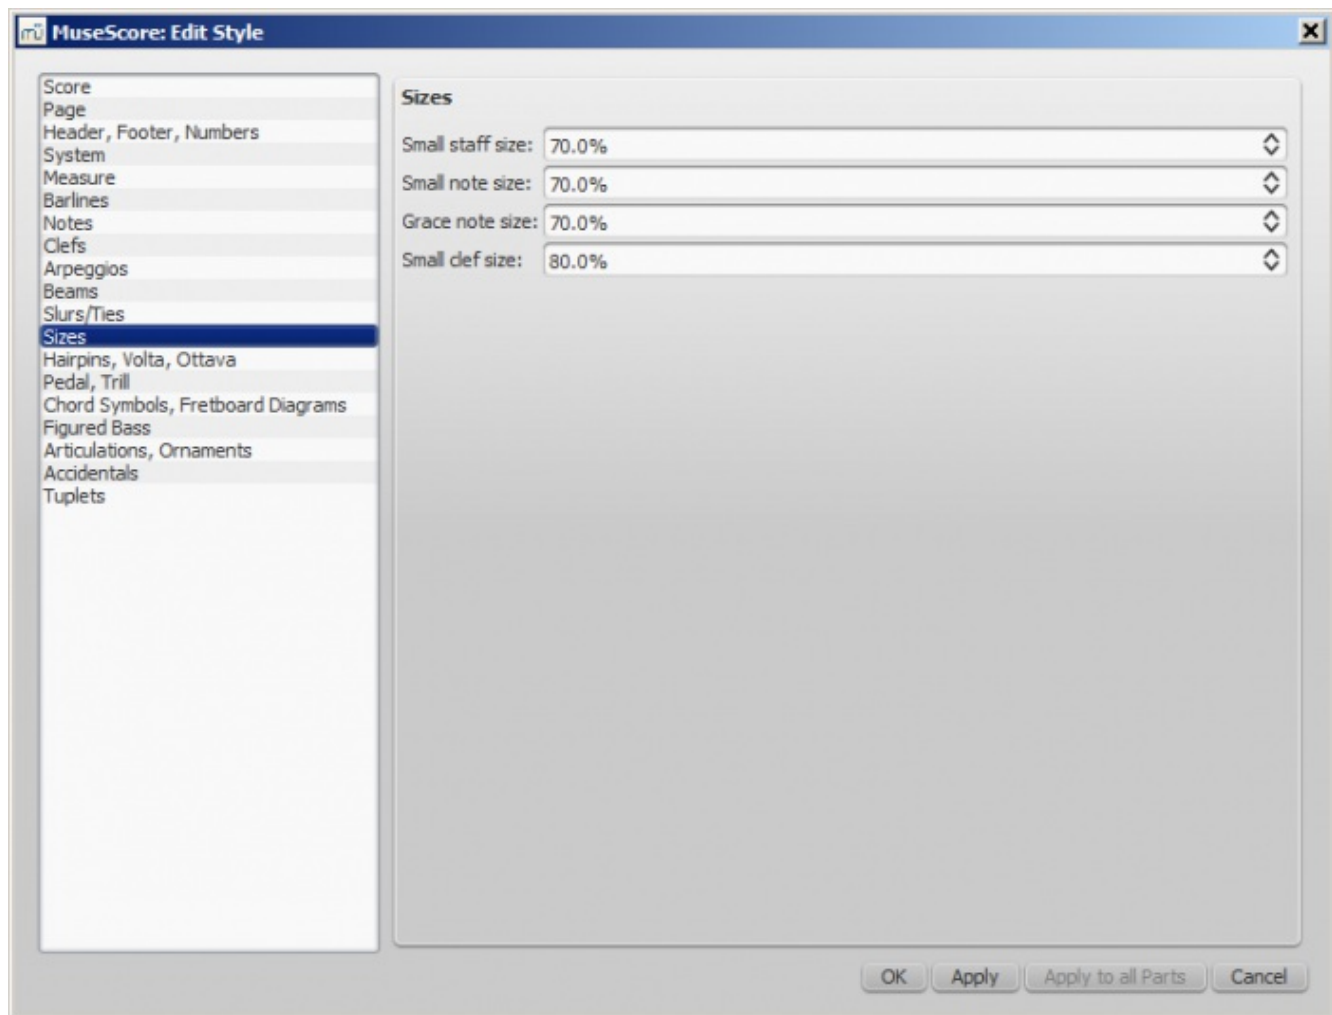 mü MuseScore: Edit Style
Score
Page
Header, Footer, Numbers
System
Measure
Barlines
Notes
Clefs
Arpeggios
Beams
Slurs/Ties
Sizes
Hairpins, Volta, Ottava
Pedal, Trill
Chord Symbols, Fretboard Diagrams
Figured Bass
Articulations, Ornaments
Accidentals
Tuplets
Sizes
Small staff size: 70.0%
Small note size: 70.0%
Grace note size: 70.0%
Small clef size: 80.0%
OK Apply Apply to all Parts Cancel